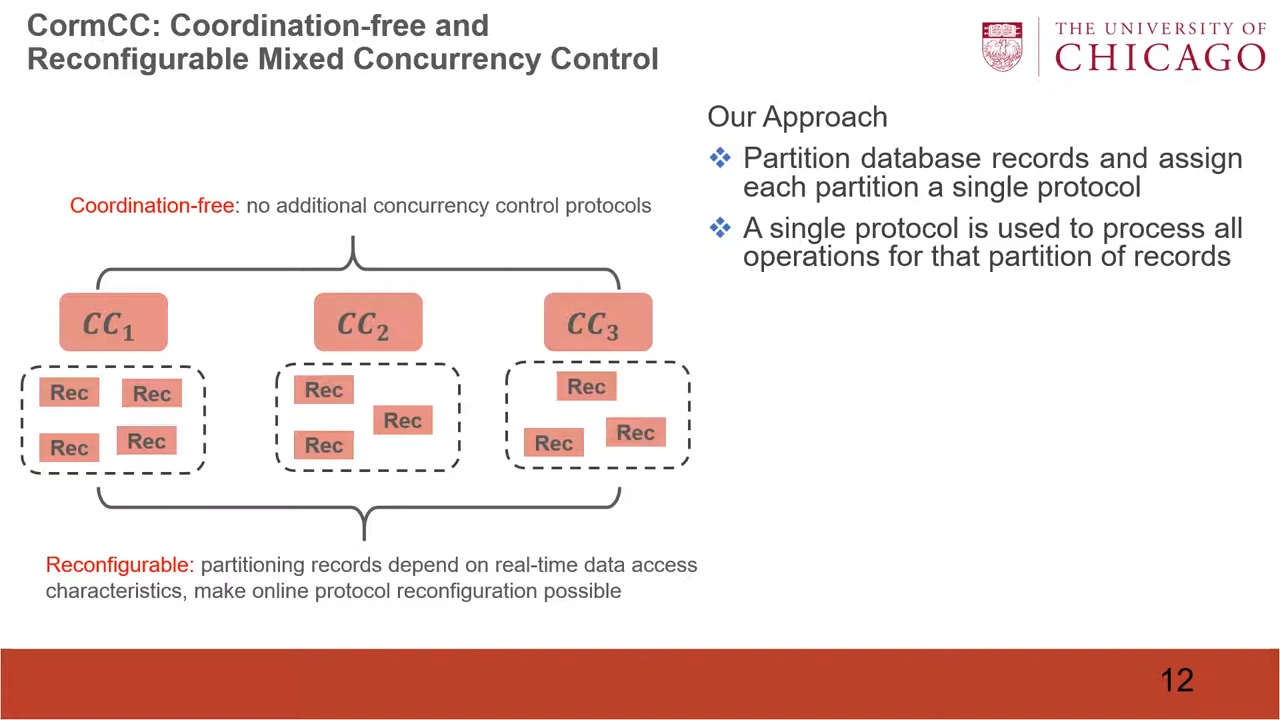 CormCC: Coordination-free and
Reconfigurable Mixed Concurrency Control
THE UNIVERSITY OF
CHICAGO
Our Approach
Partition database records and assign
each partition a single protocol
A single protocol is used to process all
operations for that partition of records
Coordination-free: no additional concurrency control protocols
CC1
CC2
CC3
Rec Rec
Rec Rec
Rec
Rec
Rec
Rec
Rec
Rec
Reconfigurable: partitioning records depend on real-time data access
characteristics, make online protocol reconfiguration possible
12